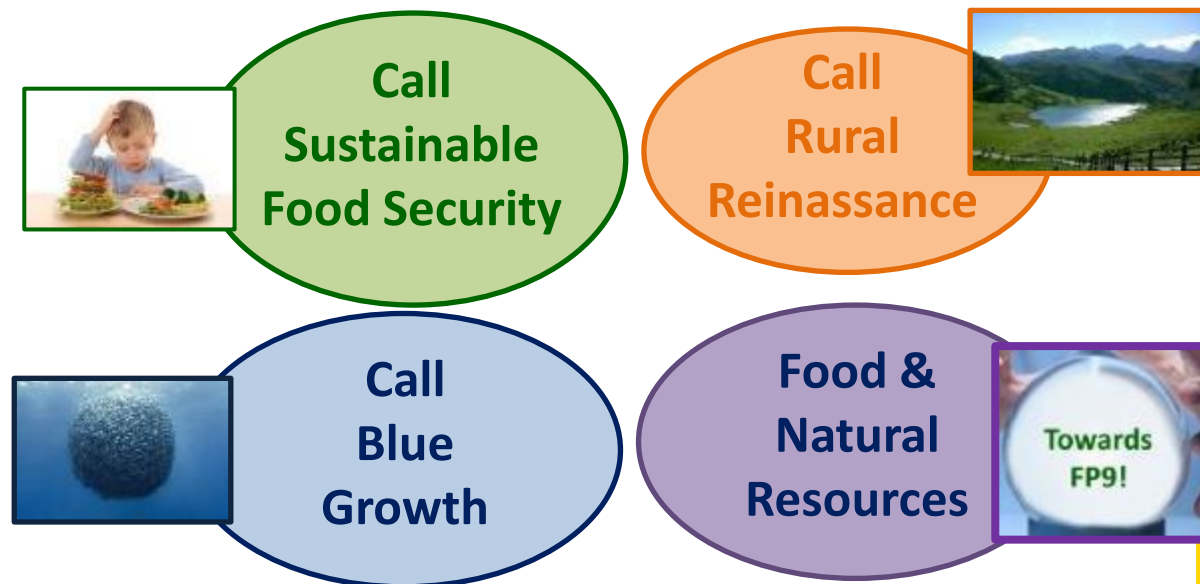 Call
Sustainable
Food Security
Call
Rural
Reinassance
Call
Blue
Growth
Food &
Natural
Resources
Towards
FP9!